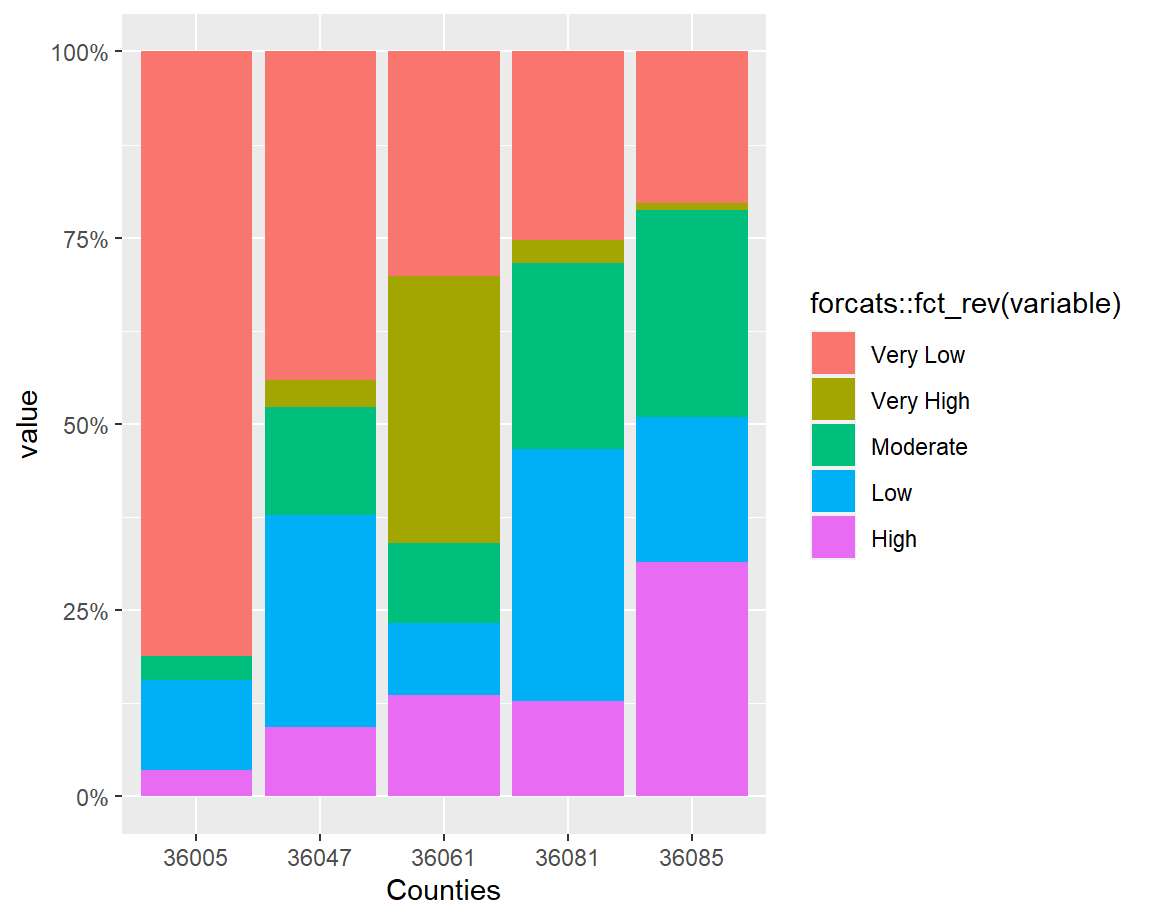 100%
75%
50%
25%
0%
value
36005 36047 36061 36081 36085
Counties
forcats::fct_rev(variable)
Very Low
Very High
Moderate
Low
High